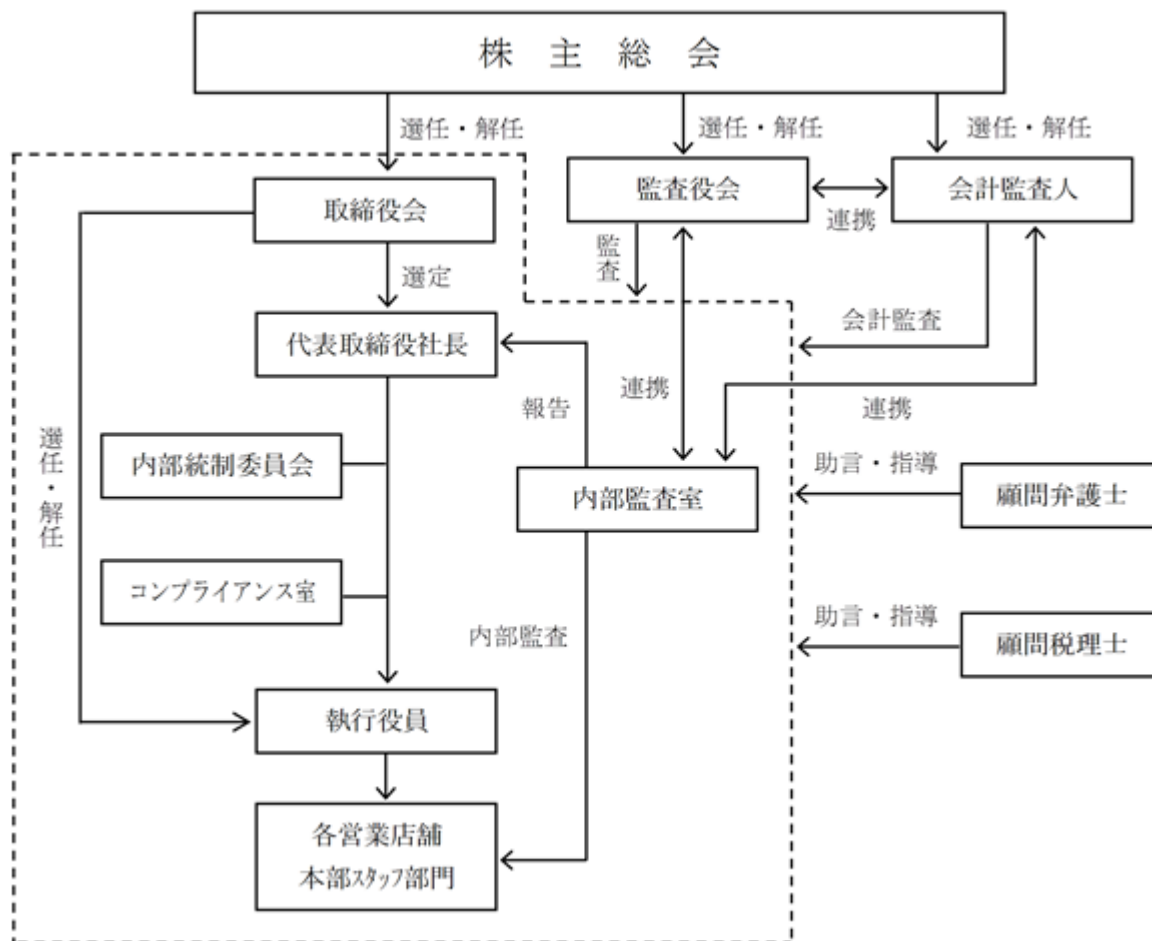 株主総会
選任・解任
選任・解任
選任・解任
取締役会
監査役会
連携
会計監査人
選定
監査
会計監査
代表取締役社長
報告
連携
連携
選任・解任
内部統制委員会
内部監査室
助言・指導
顧問弁護士
コンプライアンス室
内部監査
助言・指導
顧問税理士
執行役員
各営業店舗
本部スタッフ部門